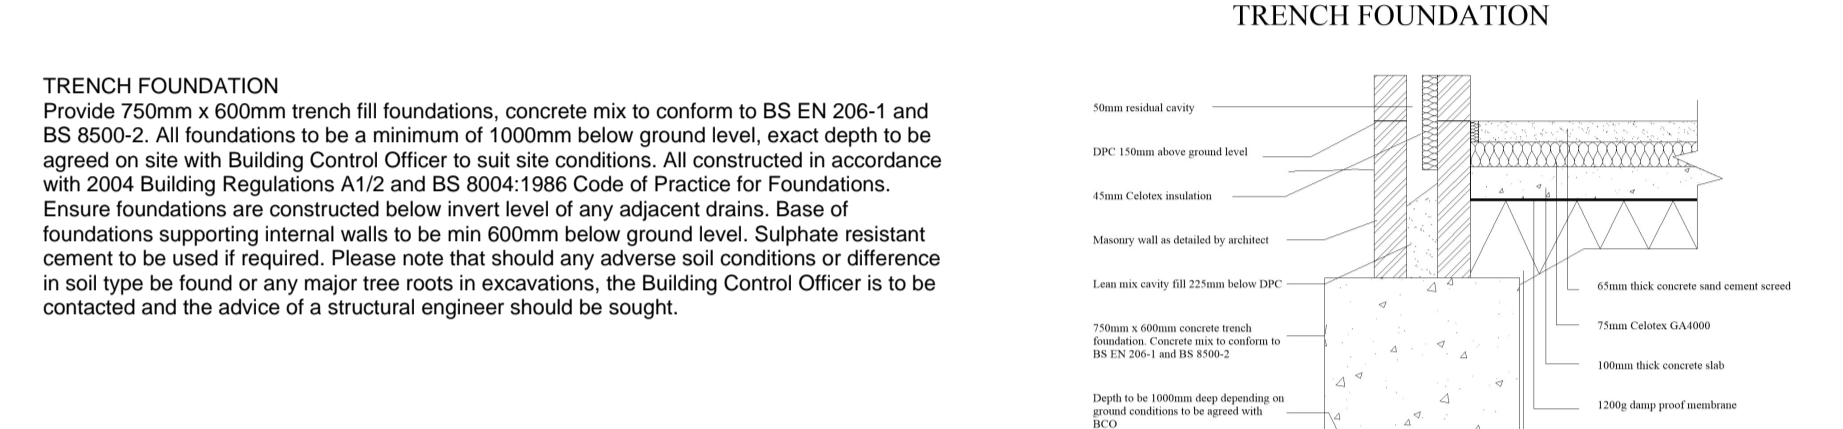 TRENCH FOUNDATION
TRENCH FOUNDATION
Provide 750mm x 600mm trench fill foundations, concrete mix to conform to BS EN 206-1 and
BS 8500-2. All foundations to be a minimum of 1000mm below ground level, exact depth to be
agreed on site with Building Control Officer to suit site conditions. All constructed in accordance
with 2004 Building Regulations A1/2 and BS 8004:1986 Code of Practice for Foundations.
Ensure foundations are constructed below invert level of any adjacent drains. Base of
foundations supporting internal walls to be min 600mm below ground level. Sulphate resistant
cement to be used if required. Please note that should any adverse soil conditions or difference
in soil type be found or any major tree roots in excavations, the Building Control Officer is to be
contacted and the advice of a structural engineer should be sought.
50mm residual cavity
DPC 150mm above ground level
45mm Celotex insulation
Masonry wall as detailed by architect
Lean mix cavity fill 225mm below DPC
750mm x 600mm concrete trench
foundation. Concrete mix to conform to
BS EN 206-1 and BS 8500-2
Depth to be 1000mm deep depending on
ground conditions to be agreed with
BCO
65mm thick concrete sand cement screed
75mm Celotex GA4000
100mm thick concrete slab
1200g damp proof membrane